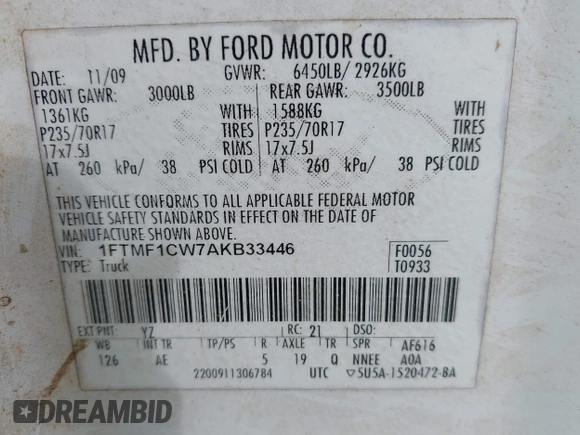 MFD. BY FORD MOTOR CO.
DATE: 11/09 GVWR: 6450LB/ 2926KG
FRONT GAWR: 3000LB REAR GAWR: 3500LB
1361KG WITH 1588KG WITH
P235/70R17 TIRES P235/70R17 TIRES
17x7.5J RIMS 17x7.5J RIMS
AT 260 kPa/ 38 PSI COLD AT 260 kPa/ 38 PSI COLD
THIS VEHICLE CONFORMS TO ALL APPLICABLE FEDERAL MOTOR
VEHICLE SAFETY STANDARDS IN EFFECT ON THE DATE OF
MANUFACTURE SHOWN ABOVE.
VIN: 1FTMF1CW7AKB33446 F0056
TYPE: Truck T0933
EXT PNT: YZ RC: 21 DSO:
WB INT TR TP/PS R AXLE TR SPR AF616
126 AE 5 19 Q NNEE A0A
2200911306784 UTC ▽5U5A-1520472-BA
DREAMBID